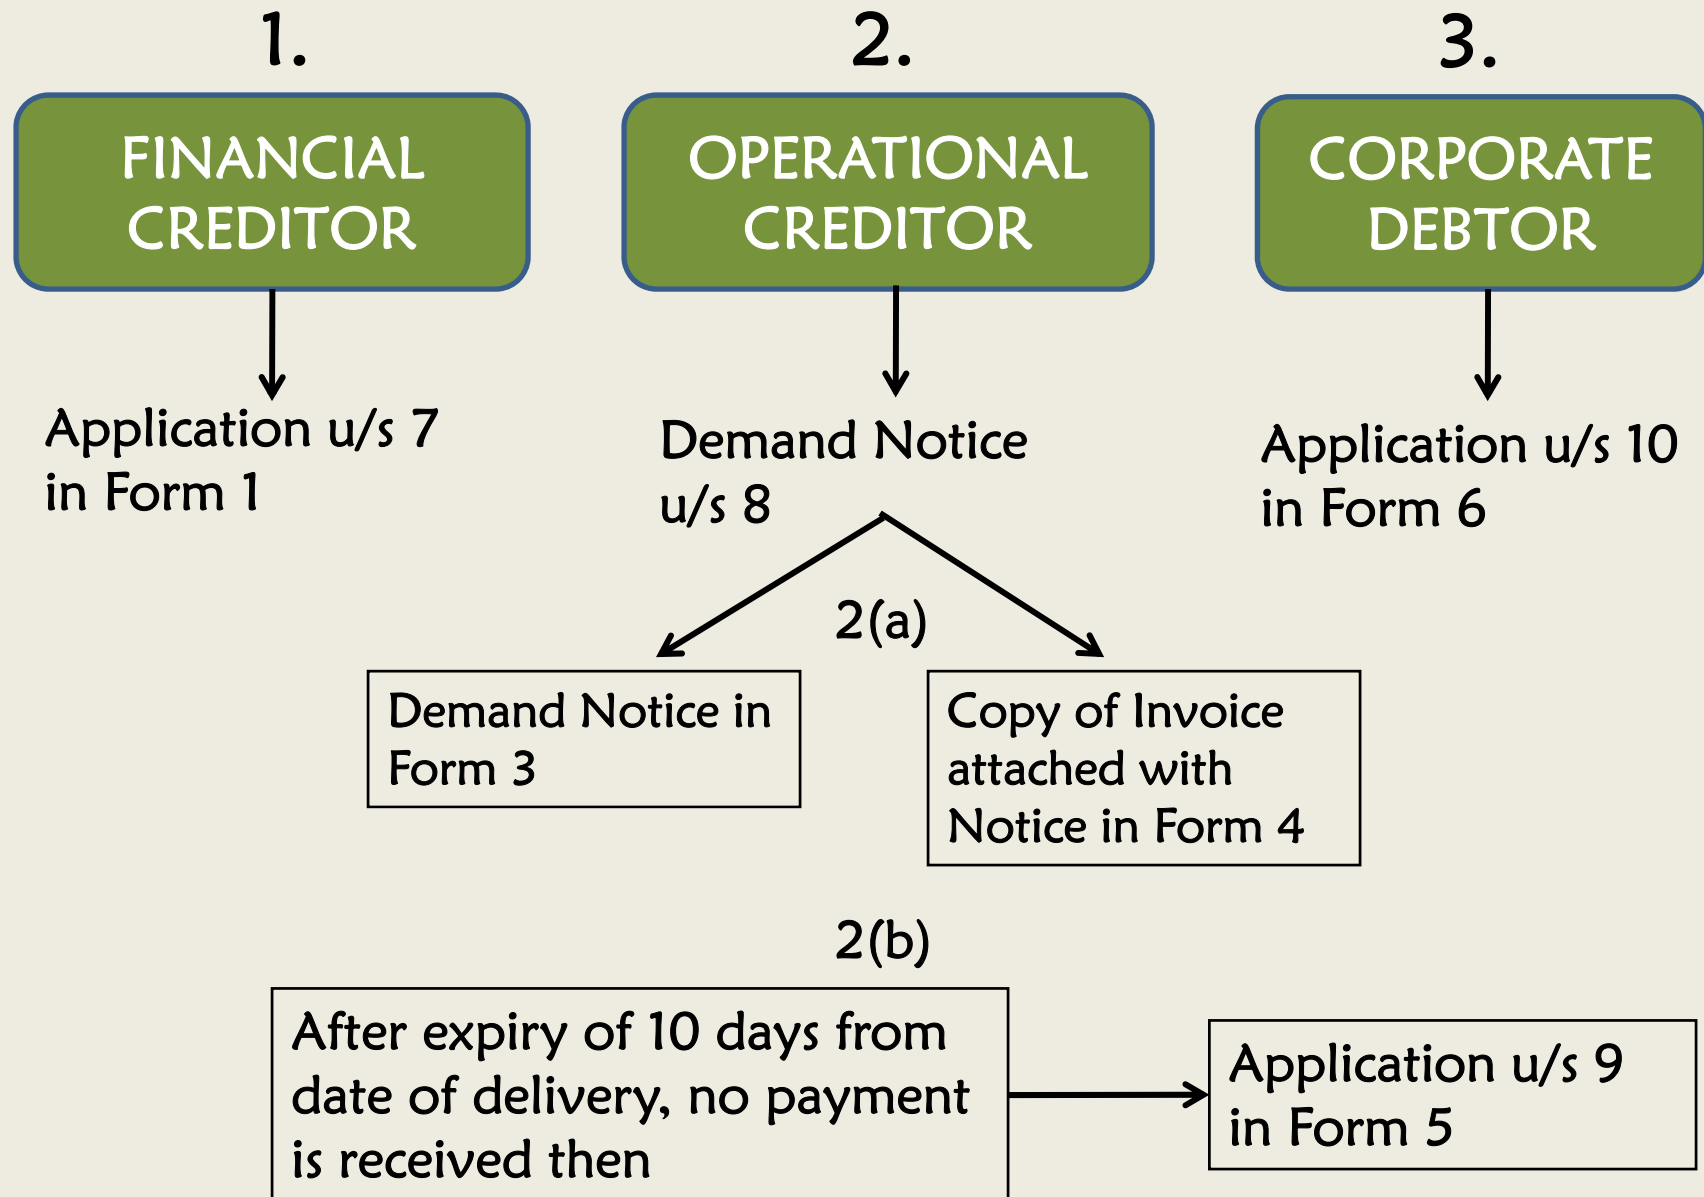 1.
FINANCIAL
CREDITOR
Application u/s 7
in Form 1
2.
OPERATIONAL
CREDITOR
Demand Notice
u/s 8
2(a)
Demand Notice in
Form 3
Copy of Invoice
attached with
Notice in Form 4
2(b)
After expiry of 10 days from
date of delivery, no payment
is received then
Application u/s 9
in Form 5
3.
CORPORATE
DEBTOR
Application u/s 10
in Form 6